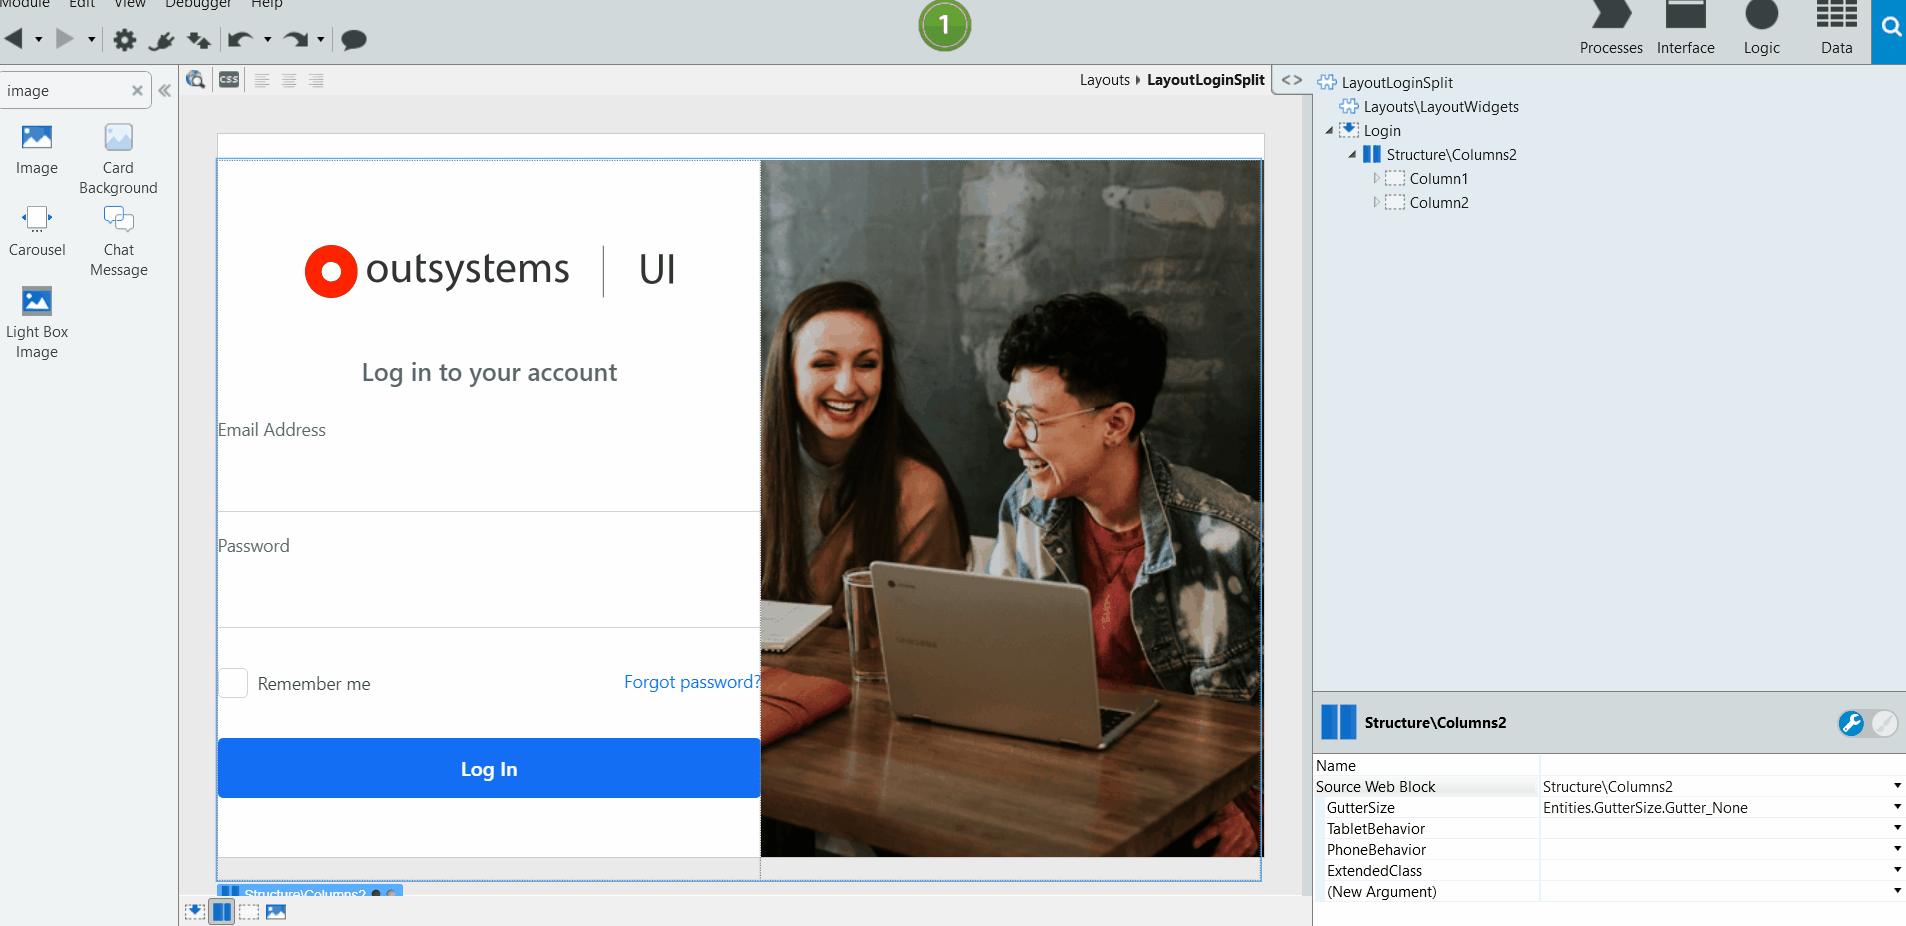 Module Edit View Debugger Help
1
Processes Interface Logic Data
image
css
Layouts LayoutLoginSplit <>
Image
Card Background
Carousel
Chat Message
Light Box Image
outsystems | UI
Log in to your account
Email Address
Password
Remember me Forgot password?
Log In
SAMSUNG
Structure\Columns2
LayoutLoginSplit
Layouts\LayoutWidgets
Login
Structure\Columns2
Column1
Column2
Structure\Columns2
Name
Source Web Block Structure\Columns2
GutterSize Entities.GutterSize.Gutter_None
TabletBehavior
PhoneBehavior
ExtendedClass
(New Argument)